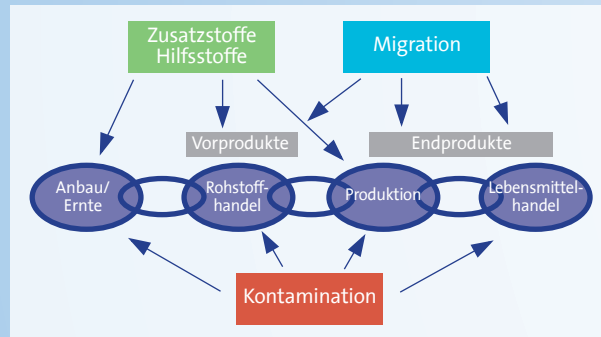 Zusatzstoffe
Hilfsstoffe
Migration
Vorprodukte
Endprodukte
Anbau/
Ernte
Rohstoff-
handel
Produktion
Lebensmittel-
handel
Kontamination